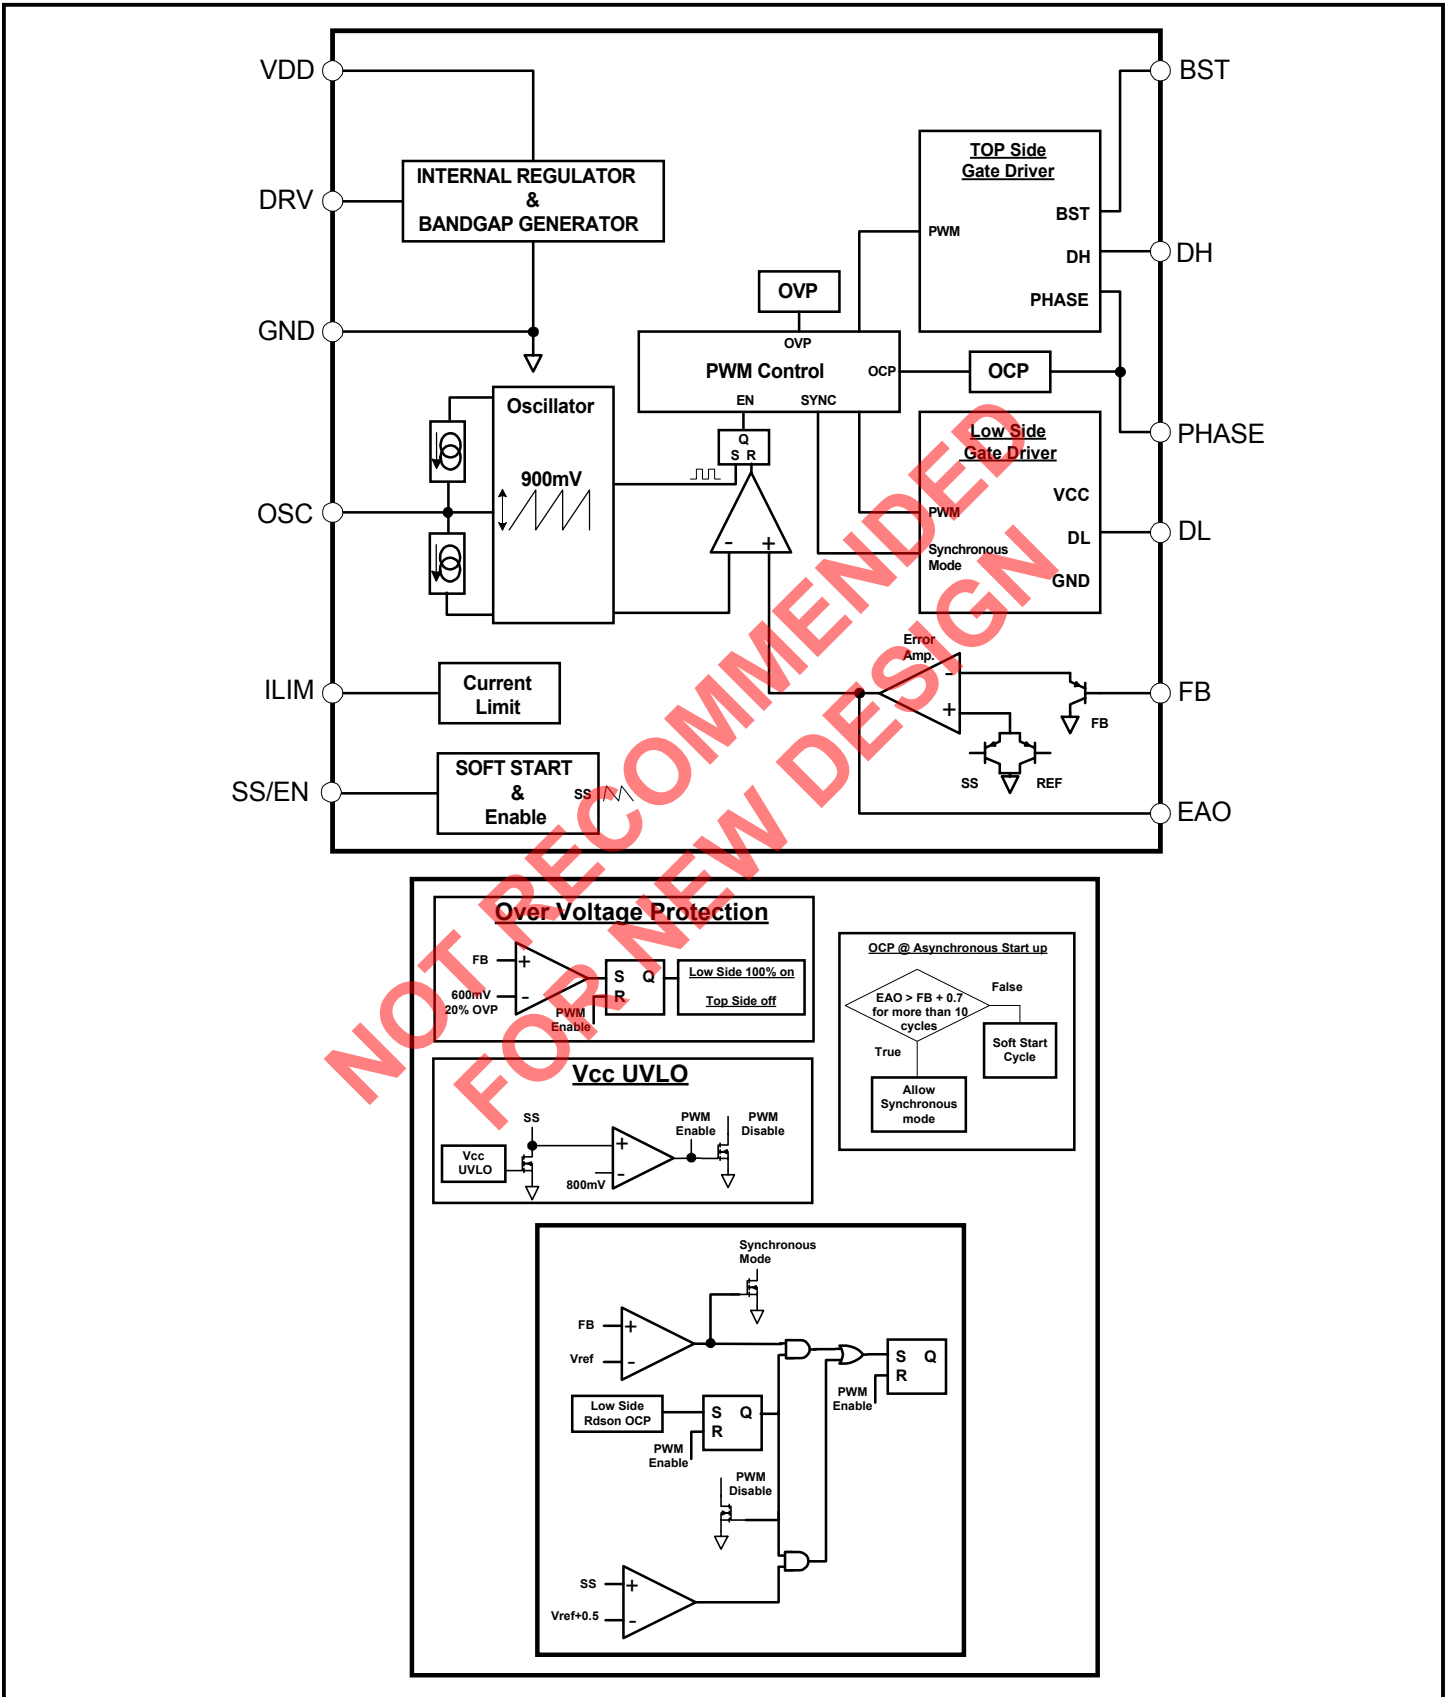 VDD
BST
TOP Side
Gate Driver
INTERNAL REGULATOR
&
BANDGAP GENERATOR
DRV
BST
PWM
DH
DH
PHASE
OVP
GND
OVP
PWM Control
OCP
OCP
EN
SYNC
Oscillator
Q
S R
Low Side
Gate Driver
PHASE
900mV
VCC
OSC
PWM
DL
DL
Synchronous
Mode
GND
-
+
Error
Amp.
-
+
ILIM
Current
Limit
FB
FB
SS
REF
SS/EN
SOFT START
&
Enable
SS
EAO
NOT RECOMMENDED
FOR NEW DESIGN
Over Voltage Protection
FB
+
-
600mV
20% OVP
S Q
R
PWM
Enable
Low Side 100% on
Top Side off
OCP @ Asynchronous Start up
EAO > FB + 0.7
for more than 10
cycles
False
True
Soft Start
Cycle
Allow
Synchronous
mode
Vcc UVLO
SS
Vcc
UVLO
+
-
800mV
PWM
Enable
PWM
Disable
Synchronous
Mode
FB
+
Vref
-
S Q
R
PWM
Enable
Low Side
Rdson OCP
S Q
R
PWM
Enable
PWM
Disable
SS
+
Vref+0.5
-